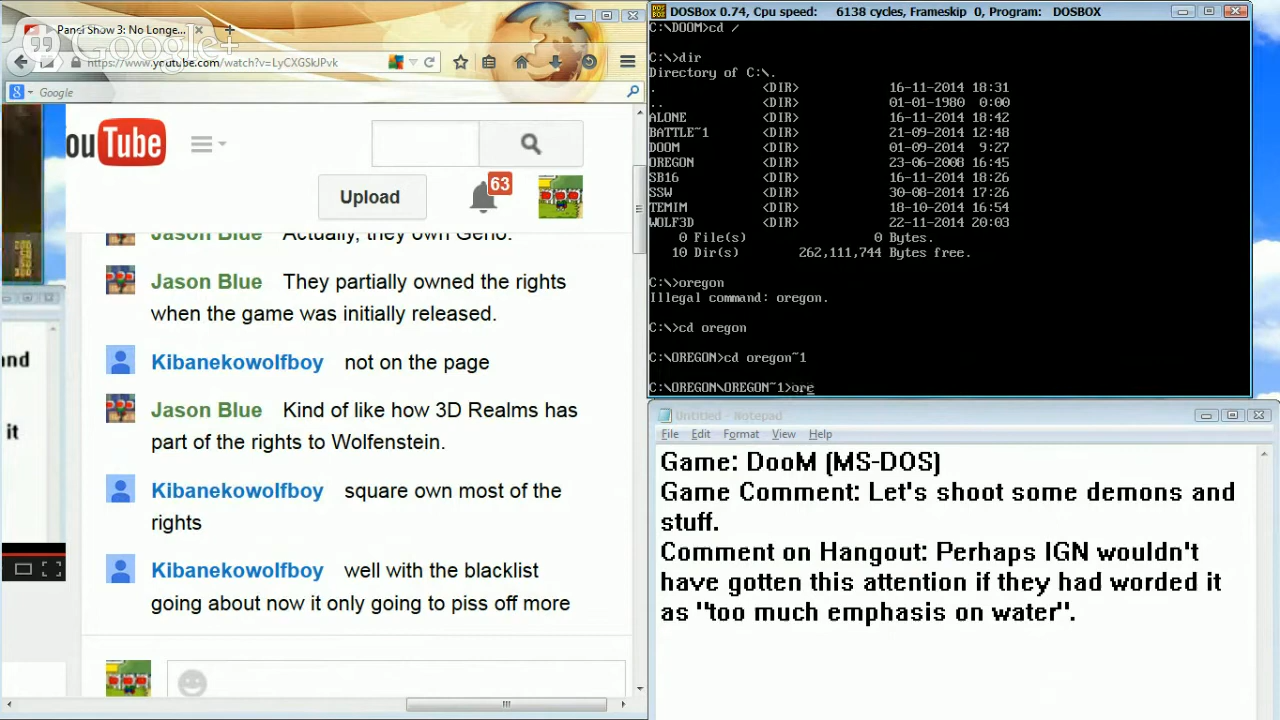 Panel Show 3: No Longe...
Google+
https://www.youtube.com/watch?v=LyCXGSkJPvk
Google
ouTube
Upload
63
Jason Blue Actually, they own Geno.
Jason Blue They partially owned the rights
when the game was initially released.
Kibanekowolfboy not on the page
Jason Blue Kind of like how 3D Realms has
part of the rights to Wolfenstein.
Kibanekowolfboy square own most of the
rights
Kibanekowolfboy well with the blacklist
going about now it only going to piss off more
and
it
DOSBox 0.74, Cpu speed: 6138 cycles, Frameskip 0, Program: DOSBOX
C:\DOOM>cd /
C:\>dir
Directory of C:\.
. <DIR> 16-11-2014 18:31
.. <DIR> 01-01-1980 0:00
ALONE <DIR> 16-11-2014 18:42
BATTLE~1 <DIR> 21-09-2014 12:48
DOOM <DIR> 01-09-2014 9:27
OREGON <DIR> 23-06-2008 16:45
SB16 <DIR> 16-11-2014 18:26
SSW <DIR> 30-08-2014 17:26
TEMIM <DIR> 18-10-2014 16:54
WOLF3D <DIR> 22-11-2014 20:03
0 File(s) 0 Bytes.
10 Dir(s) 262,111,744 Bytes free.
C:\>oregon
Illegal command: oregon.
C:\>cd oregon
C:\OREGON>cd oregon~1
C:\OREGON\OREGON~1>ore
Untitled - Notepad
File Edit Format View Help
Game: DooM (MS-DOS)
Game Comment: Let's shoot some demons and
stuff.
Comment on Hangout: Perhaps IGN wouldn't
have gotten this attention if they had worded it
as "too much emphasis on water".